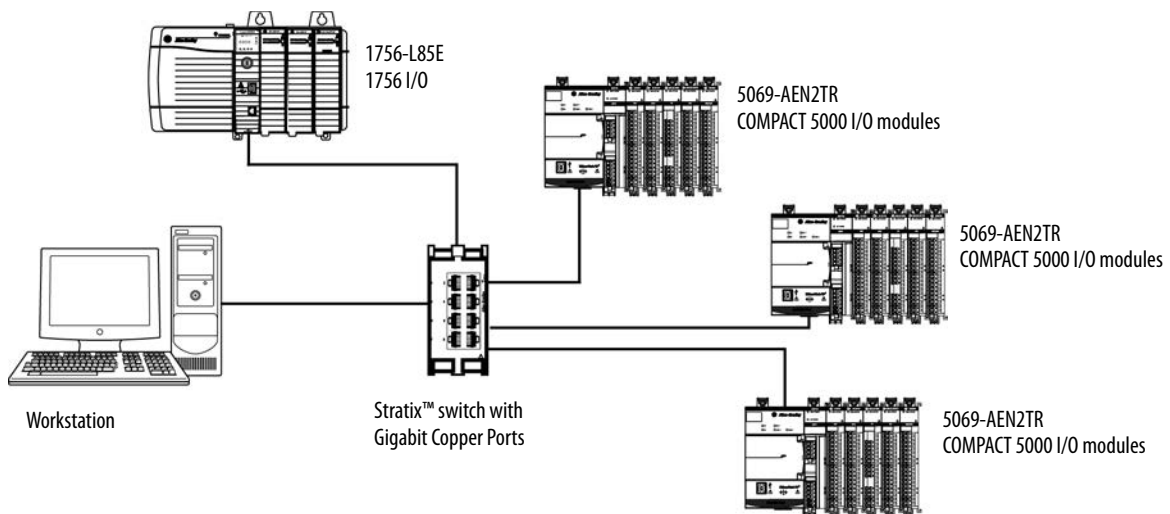 1756-L85E
1756 I/O
5069-AEN2TR
COMPACT 5000 I/O modules
5069-AEN2TR
COMPACT 5000 I/O modules
Workstation
Stratix™ switch with
Gigabit Copper Ports
5069-AEN2TR
COMPACT 5000 I/O modules